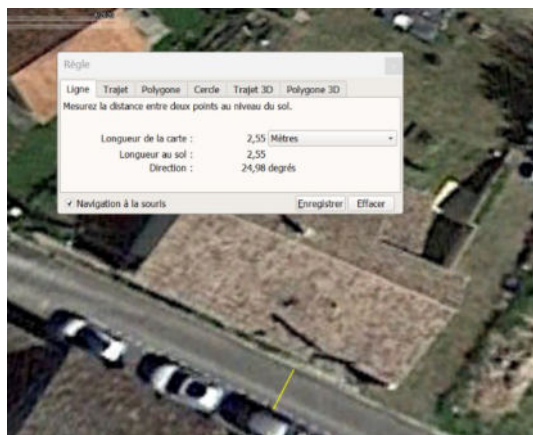 Règle
Ligne Trajet Polygone Cercle Trajet 3D Polygone 3D
Mesurez la distance entre deux points au niveau du sol.
Longueur de la carte : 2,55 Mètres
Longueur au sol : 2,55
Direction : 24,98 degrés
Navigation à la souris Enregistrer Effacer